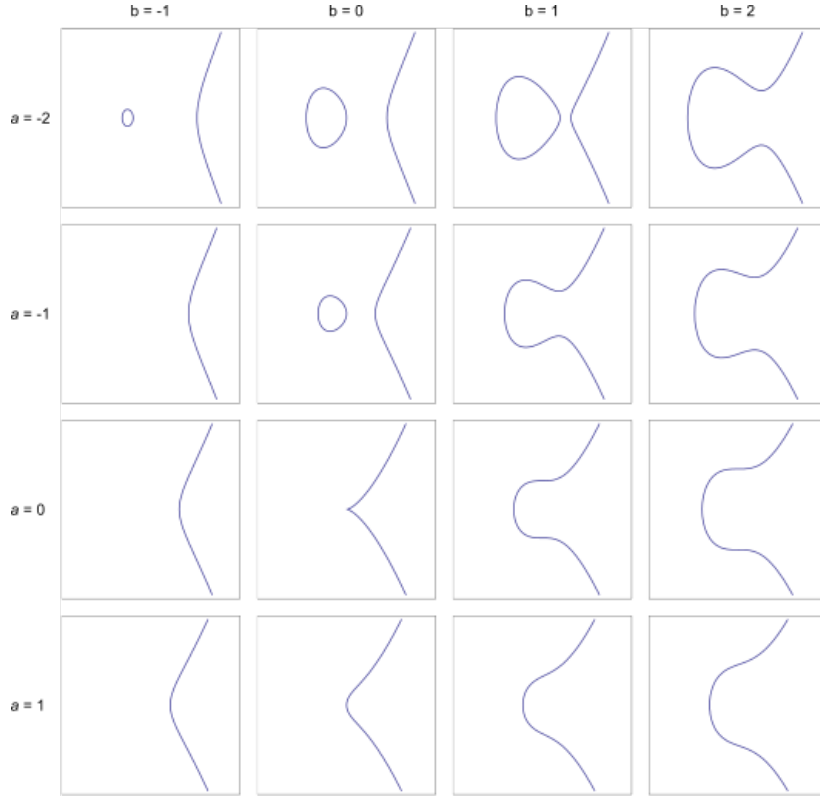 b = -1 b = 0 b = 1 b = 2
a = -2
a = -1
a = 0
a = 1